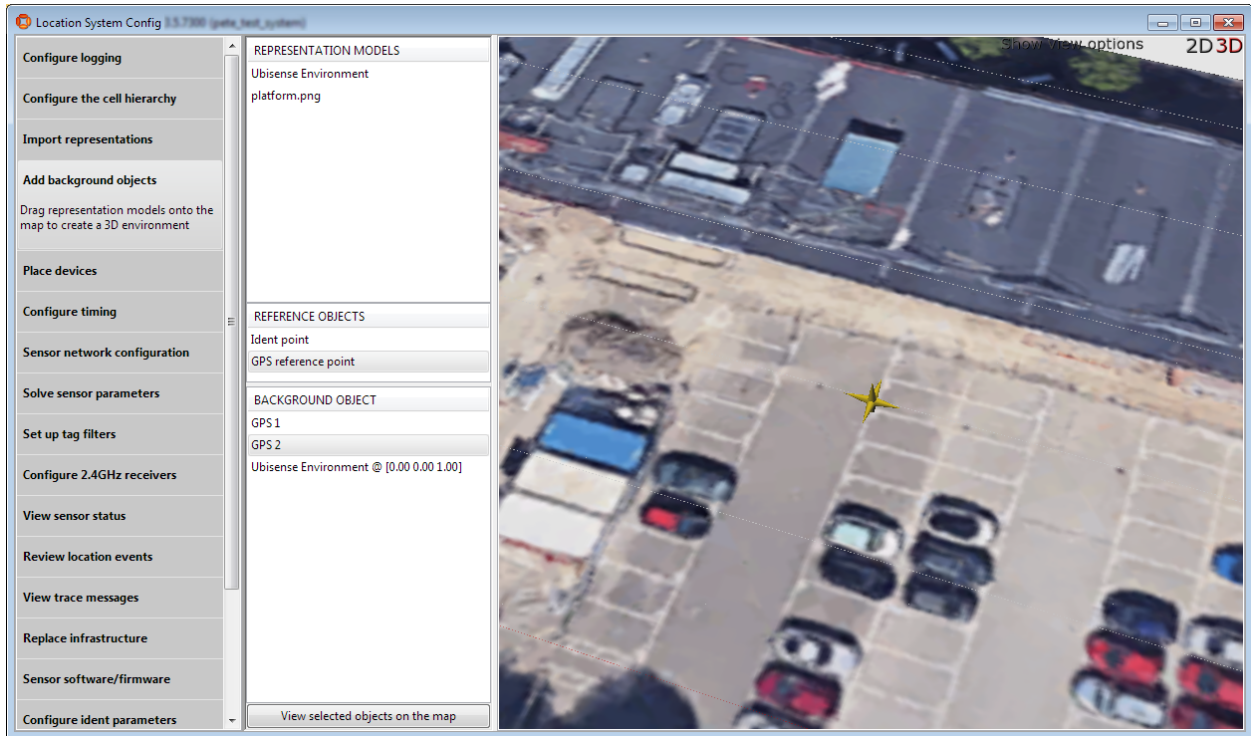 Location System Config 3.5.7300 (pete_test_system)
Configure logging
Configure the cell hierarchy
Import representations
Add background objects
Drag representation models onto the
map to create a 3D environment
Place devices
Configure timing
Sensor network configuration
Solve sensor parameters
Set up tag filters
Configure 2.4GHz receivers
View sensor status
Review location events
View trace messages
Replace infrastructure
Sensor software/firmware
Configure ident parameters
REPRESENTATION MODELS
Ubisense Environment
platform.png
REFERENCE OBJECTS
Ident point
GPS reference point
BACKGROUND OBJECT
GPS 1
GPS 2
Ubisense Environment @ [0.00 0.00 1.00]
View selected objects on the map
Show View options
2D 3D